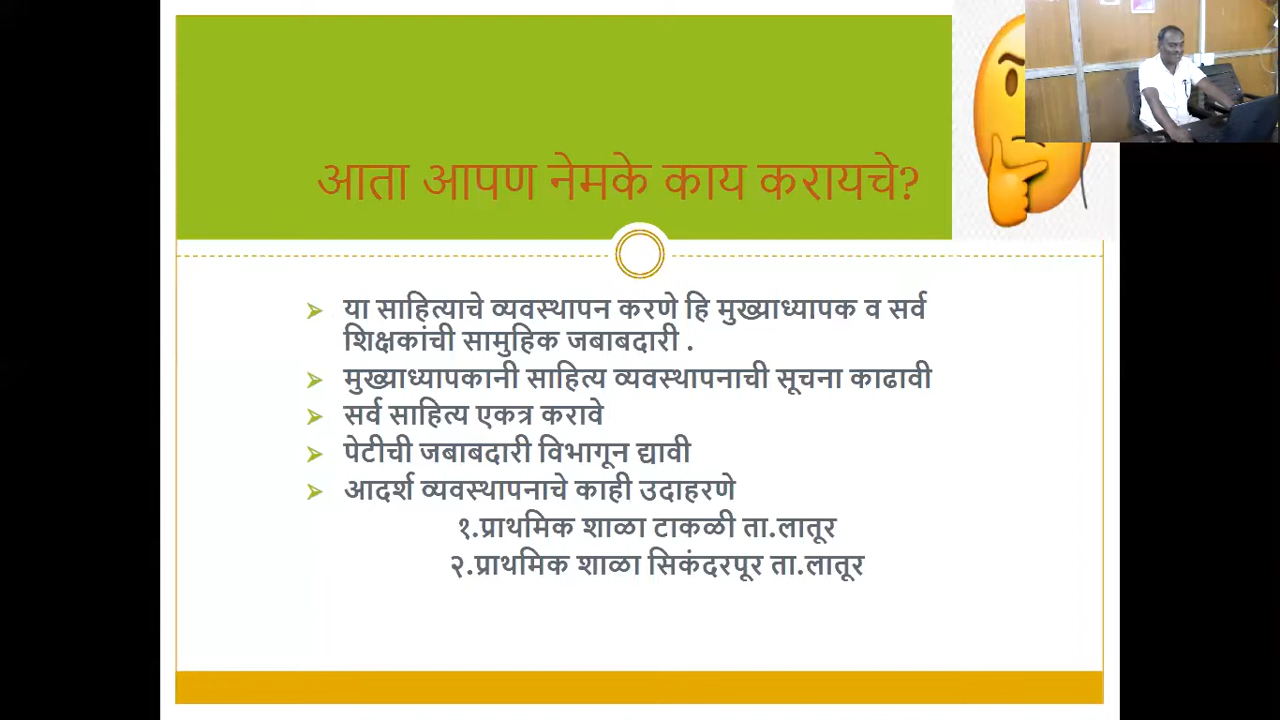 आता आपण नेमके काय करायचे?
या साहित्याचे व्यवस्थापन करणे हि मुख्याध्यापक व सर्व
शिक्षकांची सामुहिक जबाबदारी .
मुख्याध्यापकानी साहित्य व्यवस्थापनाची सूचना काढावी
सर्व साहित्य एकत्र करावे
पेटीची जबाबदारी विभागून द्यावी
आदर्श व्यवस्थापनाचे काही उदाहरणे
१.प्राथमिक शाळा टाकळी ता.लातूर
२.प्राथमिक शाळा सिकंदरपूर ता.लातूर